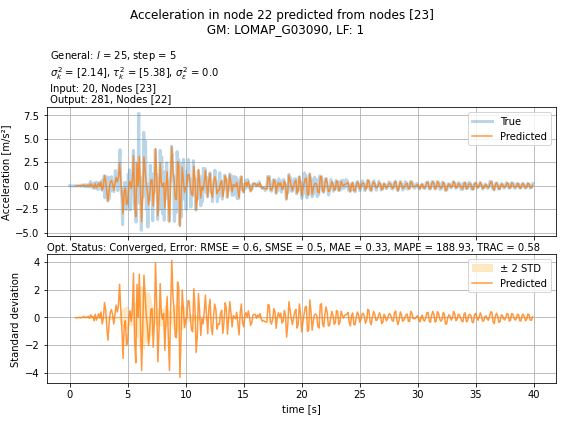 Acceleration in node 22 predicted from nodes [23]
GM: LOMAP_G03090, LF: 1
General: l = 25, step = 5
σ²ₖ = [2.14], τ²ₖ = [5.38], σ²ε = 0.0
Input: 20, Nodes [23]
Output: 281, Nodes [22]
Acceleration [m/s²]
7.5
5.0
2.5
0.0
−2.5
−5.0
True
Predicted
Opt. Status: Converged, Error: RMSE = 0.6, SMSE = 0.5, MAE = 0.33, MAPE = 188.93, TRAC = 0.58
Standard deviation
4
2
0
−2
−4
± 2 STD
Predicted
0 5 10 15 20 25 30 35 40
time [s]